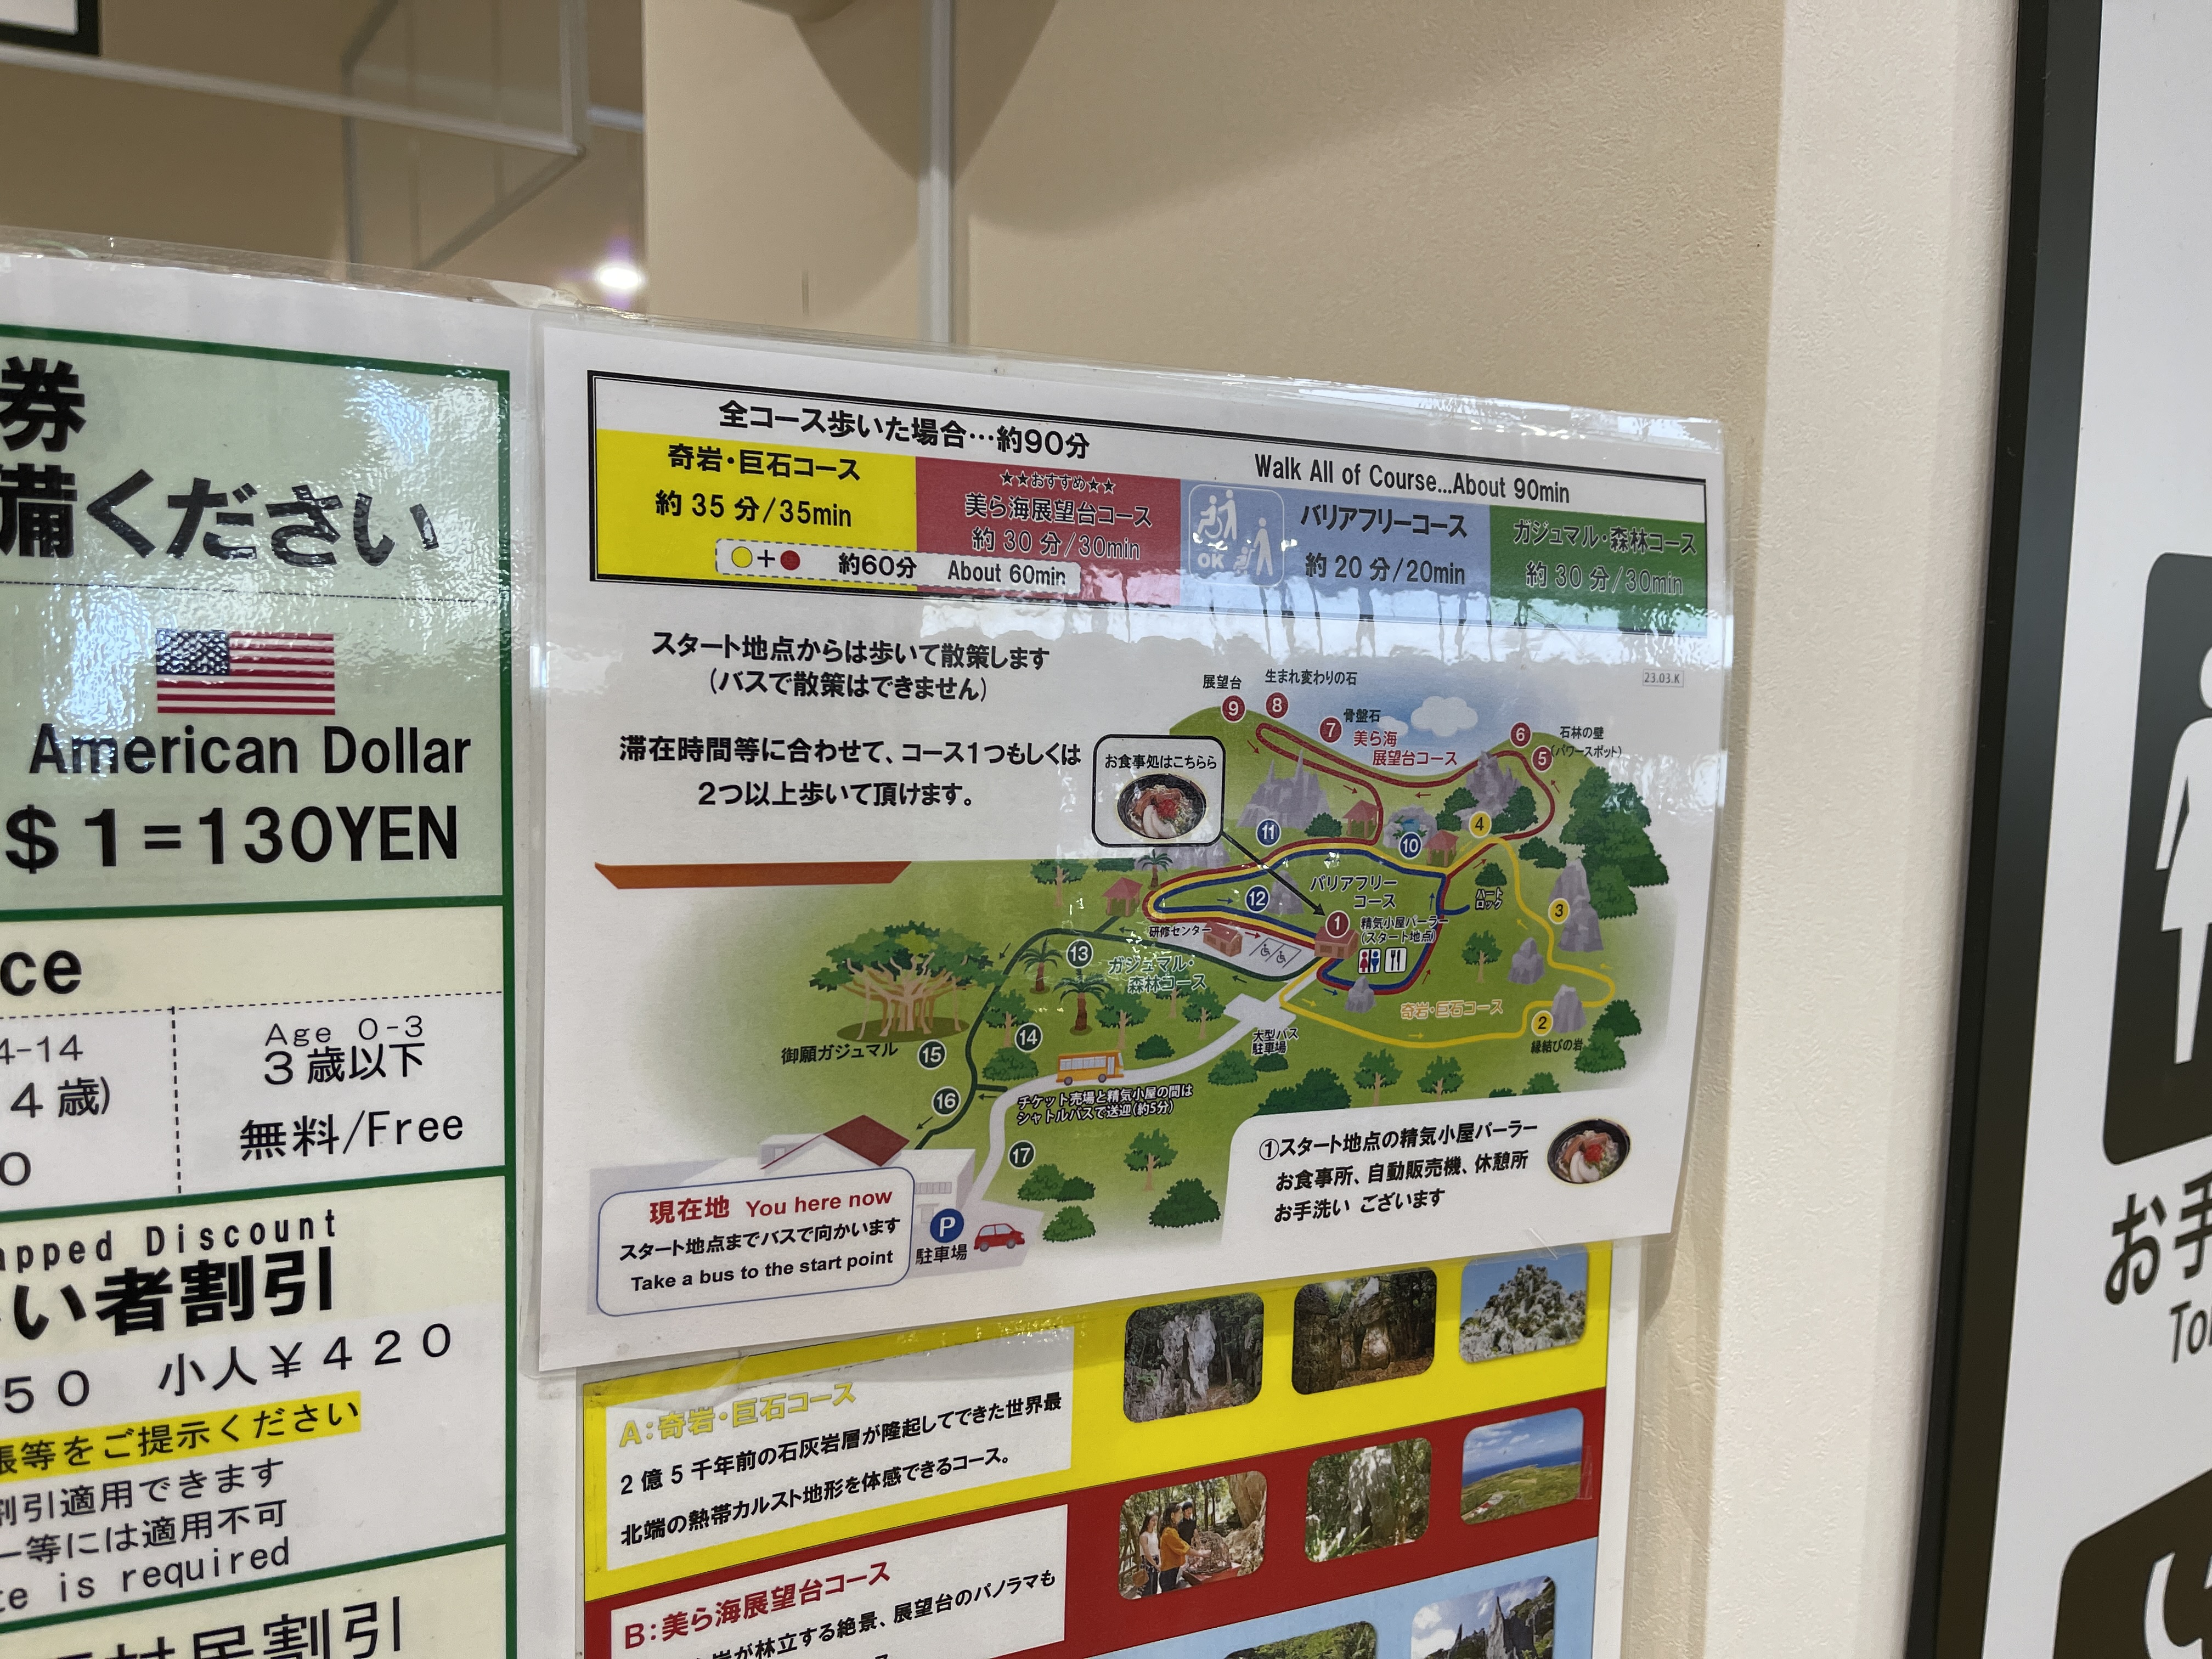 券
備ください
American Dollar
$1=130YEN
ce
4-14
4歳)
0
Age 0-3
3歳以下
無料/Free
apped Discount
い者割引
50 小人¥420
帳等をご提示ください
割引適用できます
ー等には適用不可
te is required
村民割引
全コース歩いた場合…約90分
Walk All of Course...About 90min
奇岩・巨石コース
約35分/35min
★★おすすめ★★
美ら海展望台コース
約30分/30min
+ 約60分 About 60min
OK
バリアフリーコース
約20分/20min
ガジュマル・森林コース
約30分/30min
スタート地点からは歩いて散策します
(バスで散策はできません)
滞在時間等に合わせて、コース1つもしくは
2つ以上歩いて頂けます。
23.03.K
展望台
9
生まれ変わりの石
8
骨盤石
7
美ら海
展望台コース
6
石林の壁
(パワースポット)
5
お食事処はこちらら
4
11
10
12
バリアフリー
コース
ハート
ロック
3
1
精気小屋パーラー
(スタート地点)
研修センター
13
ガジュマル・
森林コース
奇岩・巨石コース
2
縁結びの岩
大型バス
駐車場
14
御願ガジュマル
15
16
チケット売場と精気小屋の間は
シャトルバスで送迎(約5分)
17
①スタート地点の精気小屋パーラー
お食事所、自動販売機、休憩所
お手洗い ございます
現在地 You here now
スタート地点までバスで向かいます
Take a bus to the start point
P
駐車場
A:奇岩・巨石コース
2億5千年前の石灰岩層が隆起してできた世界最
北端の熱帯カルスト地形を体感できるコース。
B:美ら海展望台コース
岩が林立する絶景、展望台のパノラマも
お手